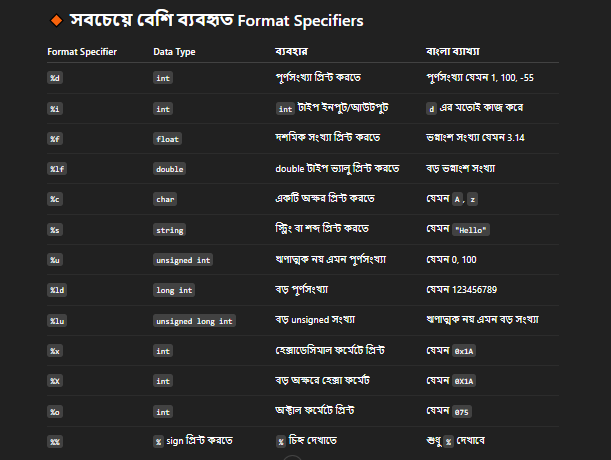 🔸 সবচেয়ে বেশি ব্যবহৃত Format Specifiers
Format Specifier Data Type ব্যবহার বাংলা ব্যাখ্যা
%d int পূর্ণসংখ্যা প্রিন্ট করতে পূর্ণসংখ্যা যেমন 1, 100, -55
%i int int টাইপ ইনপুট/আউটপুট d এর মতোই কাজ করে
%f float দশমিক সংখ্যা প্রিন্ট করতে ভগ্নাংশ সংখ্যা যেমন 3.14
%lf double double টাইপ ভ্যালু প্রিন্ট করতে বড় ভগ্নাংশ সংখ্যা
%c char একটি অক্ষর প্রিন্ট করতে যেমন A, z
%s string স্ট্রিং বা শব্দ প্রিন্ট করতে যেমন "Hello"
%u unsigned int ঋণাত্মক নয় এমন পূর্ণসংখ্যা যেমন 0, 100
%ld long int বড় পূর্ণসংখ্যা যেমন 123456789
%lu unsigned long int বড় unsigned সংখ্যা ঋণাত্মক নয় এমন বড় সংখ্যা
%x int হেক্সাডেসিমাল ফর্মেটে প্রিন্ট যেমন 0x1A
%X int বড় অক্ষরে হেক্সা ফর্মেট যেমন 0X1A
%o int অক্টাল ফর্মেটে প্রিন্ট যেমন 075
%% % sign প্রিন্ট করতে % চিহ্ন দেখাতে শুধু % দেখাবে